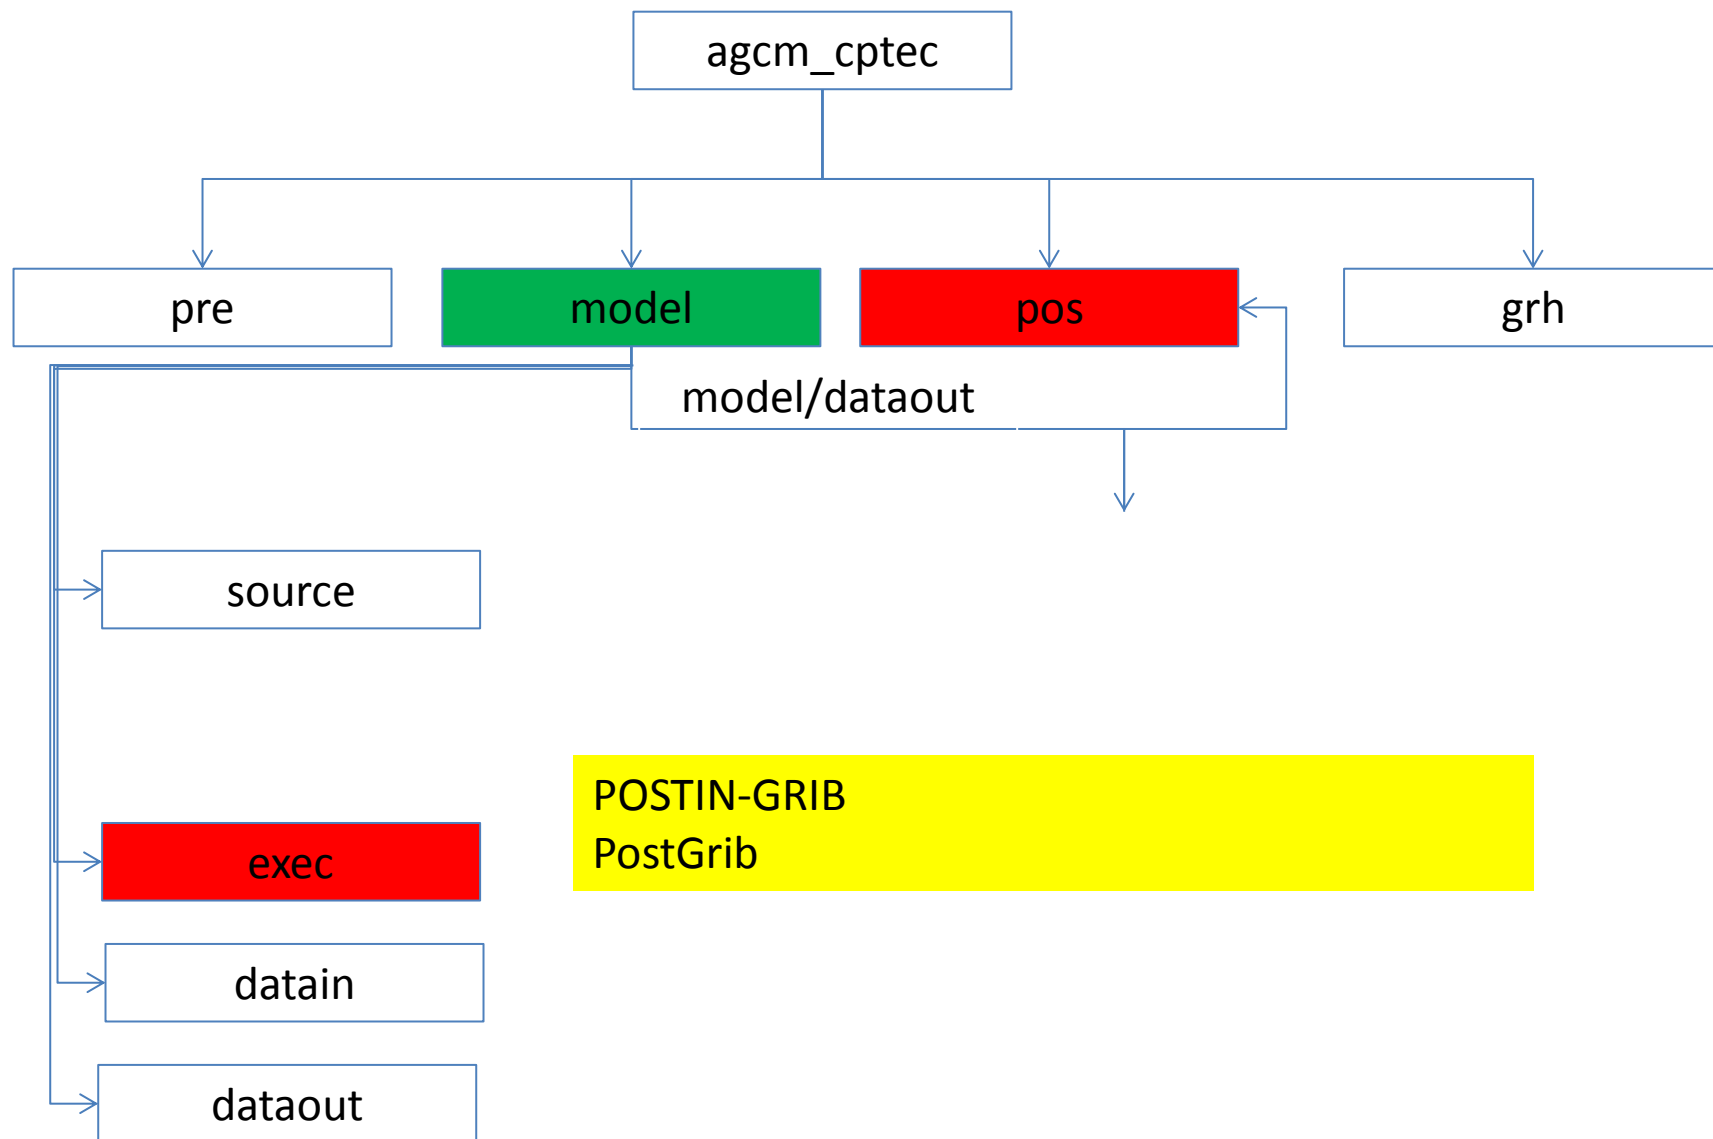 agcm_cptec
pre
model
pos
grh
model/dataout
source
POSTIN-GRIB
PostGrib
exec
datain
dataout